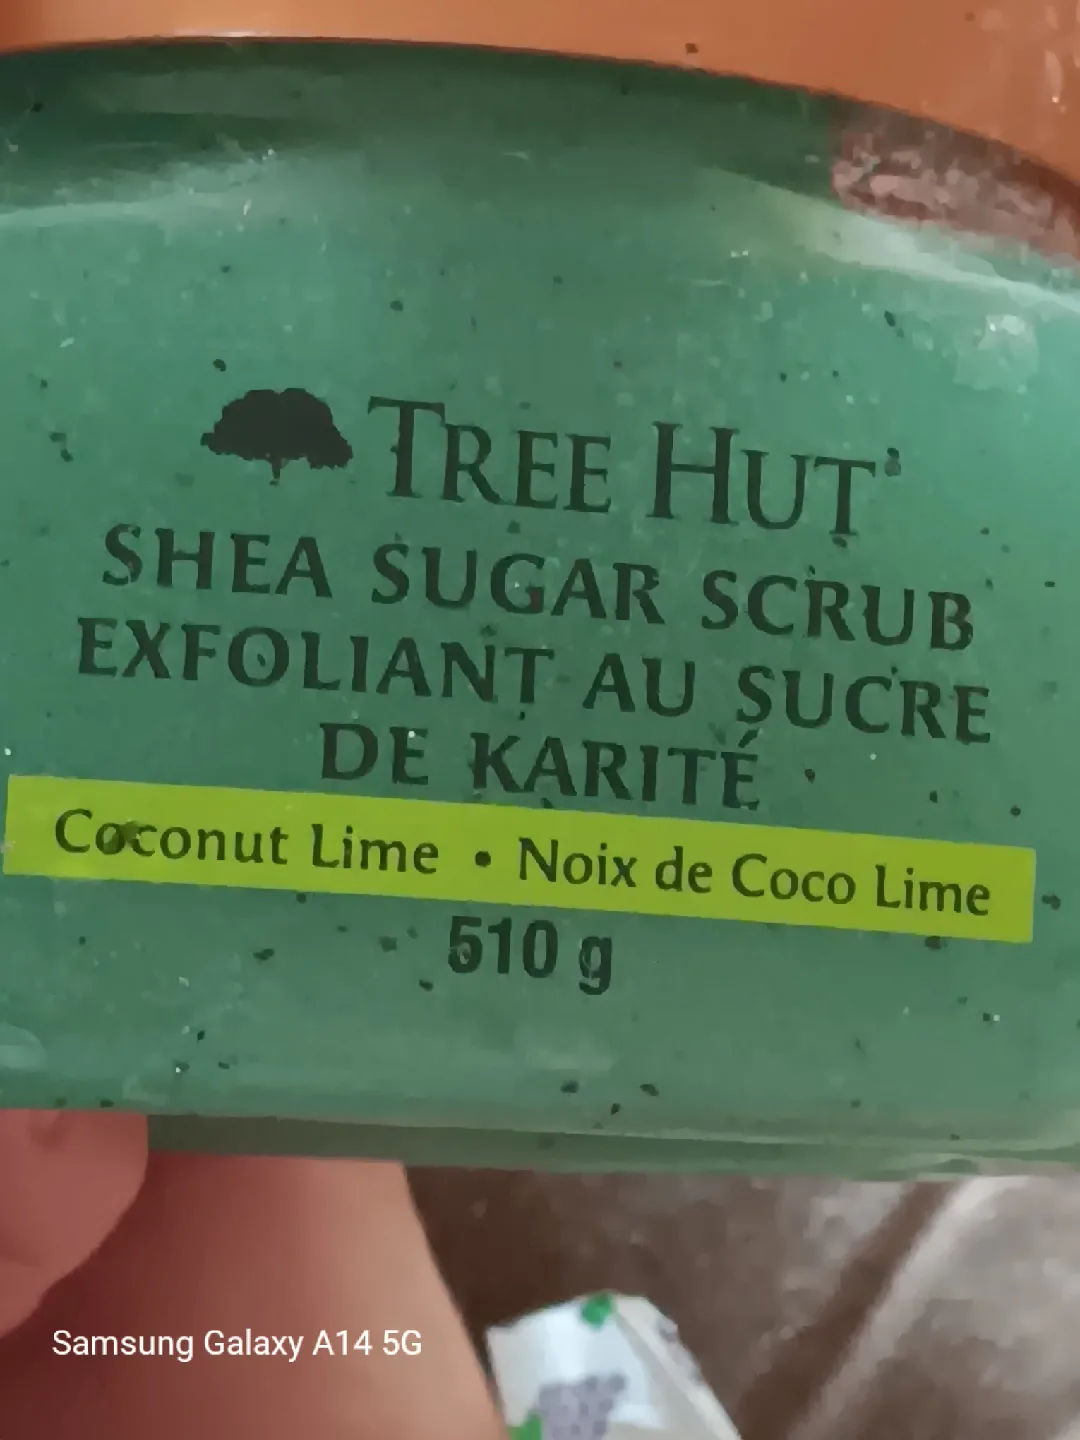 TREE HUT
SHEA SUGAR SCRUB
EXFOLIANT AU SUCRE
DE KARITÉ
Coconut Lime • Noix de Coco Lime
510 g
Samsung Galaxy A14 5G